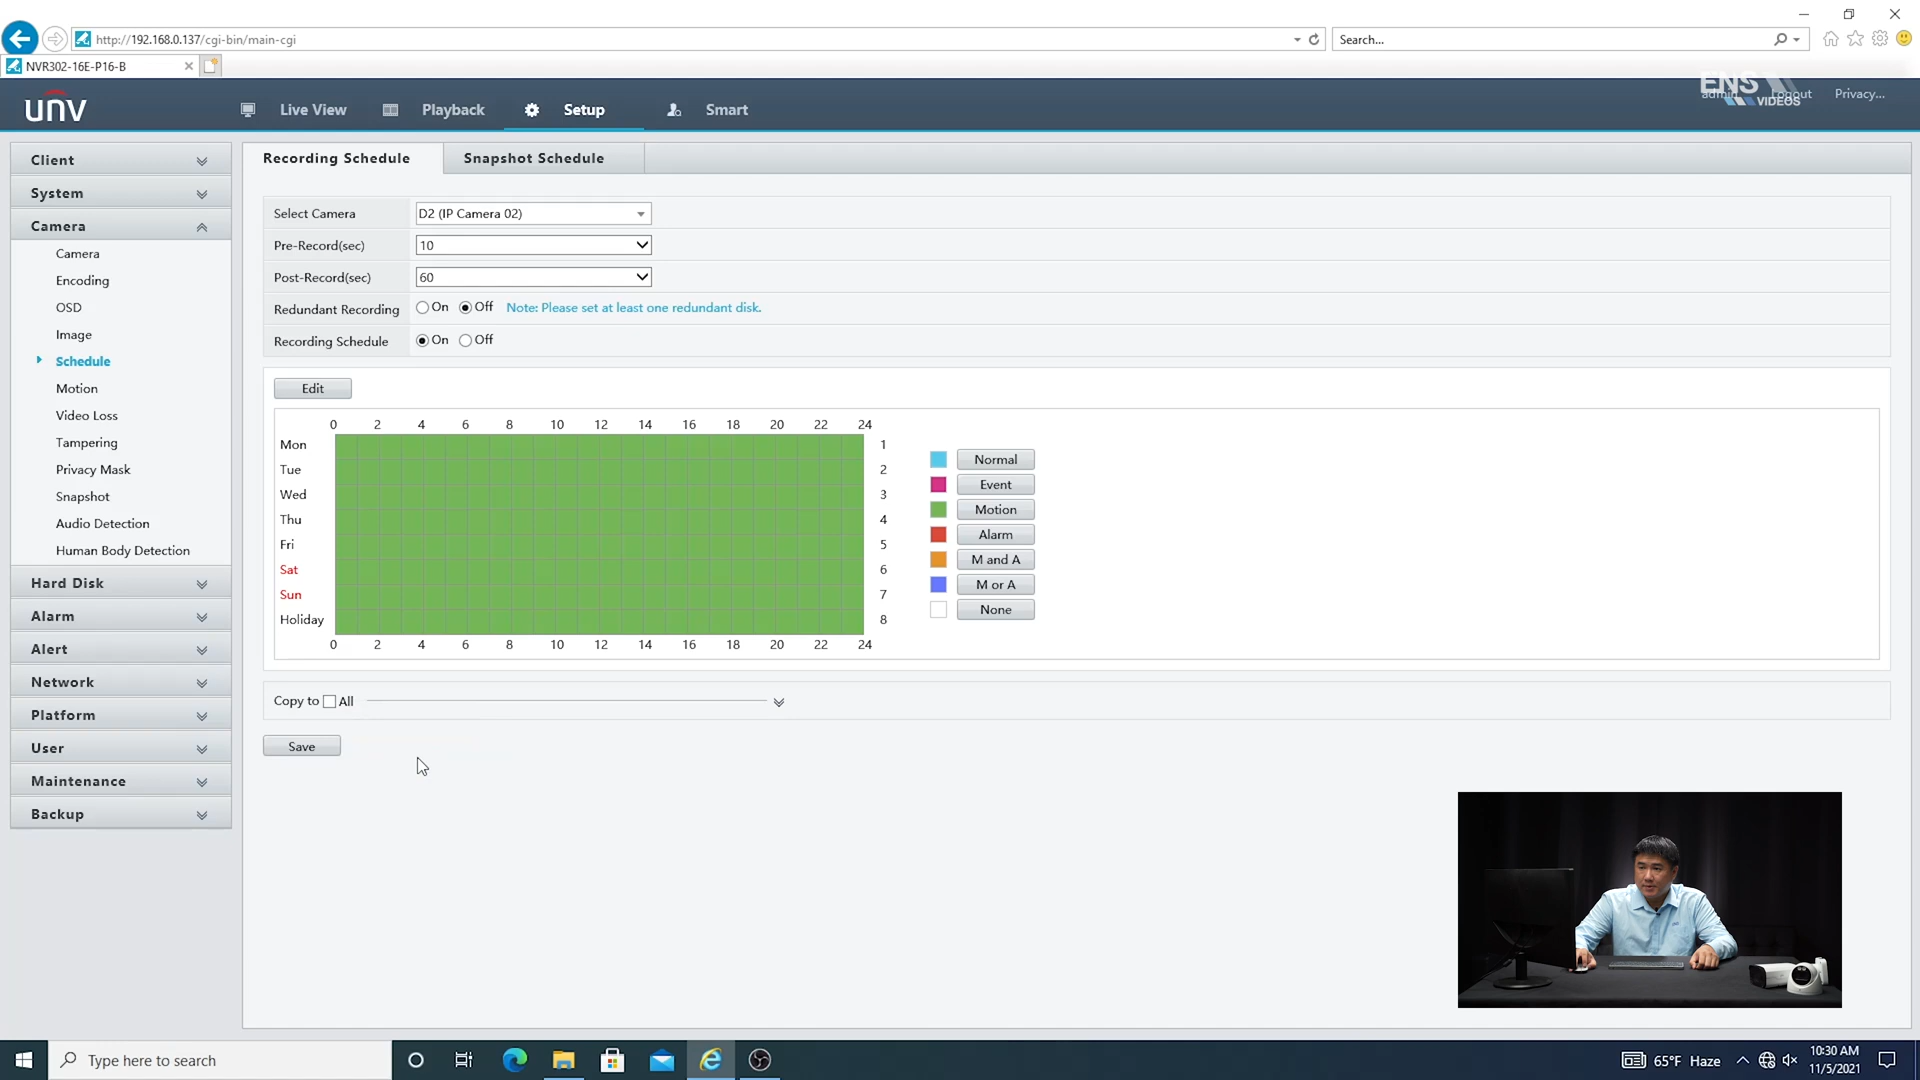 http://192.168.0.137/cgi-bin/main-cgi
Search...
NVR302-16E-P16-B
unv
Live View
Playback
Setup
Smart
ENS
VIDEOS
admin
Logout
Privacy...
Client
System
Camera
Camera
Encoding
OSD
Image
Schedule
Motion
Video Loss
Tampering
Privacy Mask
Snapshot
Audio Detection
Human Body Detection
Hard Disk
Alarm
Alert
Network
Platform
User
Maintenance
Backup
Recording Schedule
Snapshot Schedule
Select Camera D2 (IP Camera 02)
Pre-Record(sec) 10
Post-Record(sec) 60
Redundant Recording On Off Note: Please set at least one redundant disk.
Recording Schedule On Off
Edit
0 2 4 6 8 10 12 14 16 18 20 22 24
Mon 1
Tue 2
Wed 3
Thu 4
Fri 5
Sat 6
Sun 7
Holiday 8
0 2 4 6 8 10 12 14 16 18 20 22 24
Normal
Event
Motion
Alarm
M and A
M or A
None
Copy to All
Save
Type here to search
65°F Haze
10:30 AM
11/5/2021